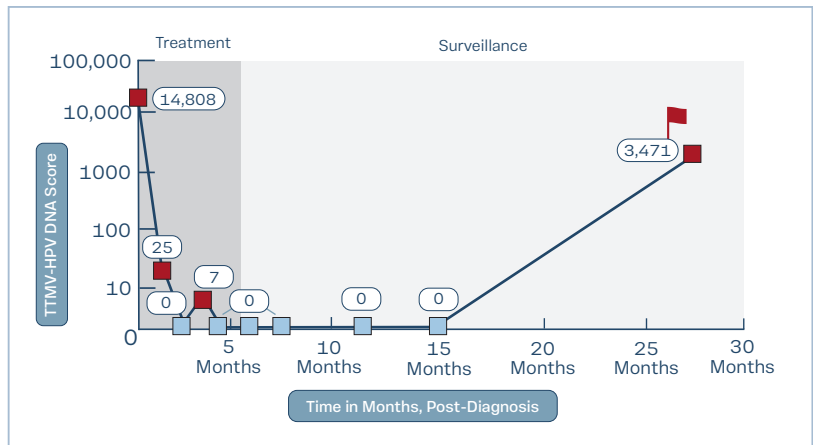 Treatment
Surveillance
100,000
14,808
10,000
3,471
1000
TTMV-HPV DNA Score
100
25
7
10
0
0
0
0
0
5
10
15
20
25
30
Months
Months
Months
Months
Months
Months
Time in Months, Post-Diagnosis